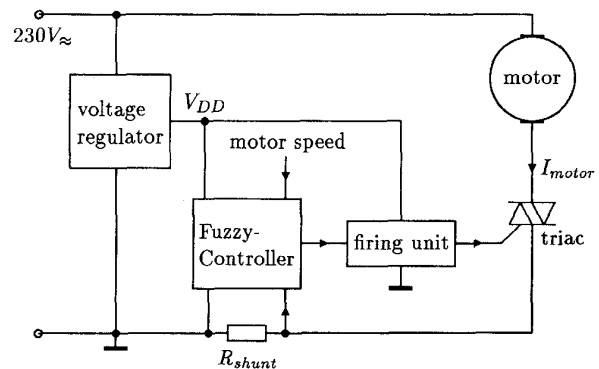 230V≈
voltage
regulator
V_DD
motor speed
motor
I_motor
triac
Fuzzy-
Controller
firing unit
R_shunt